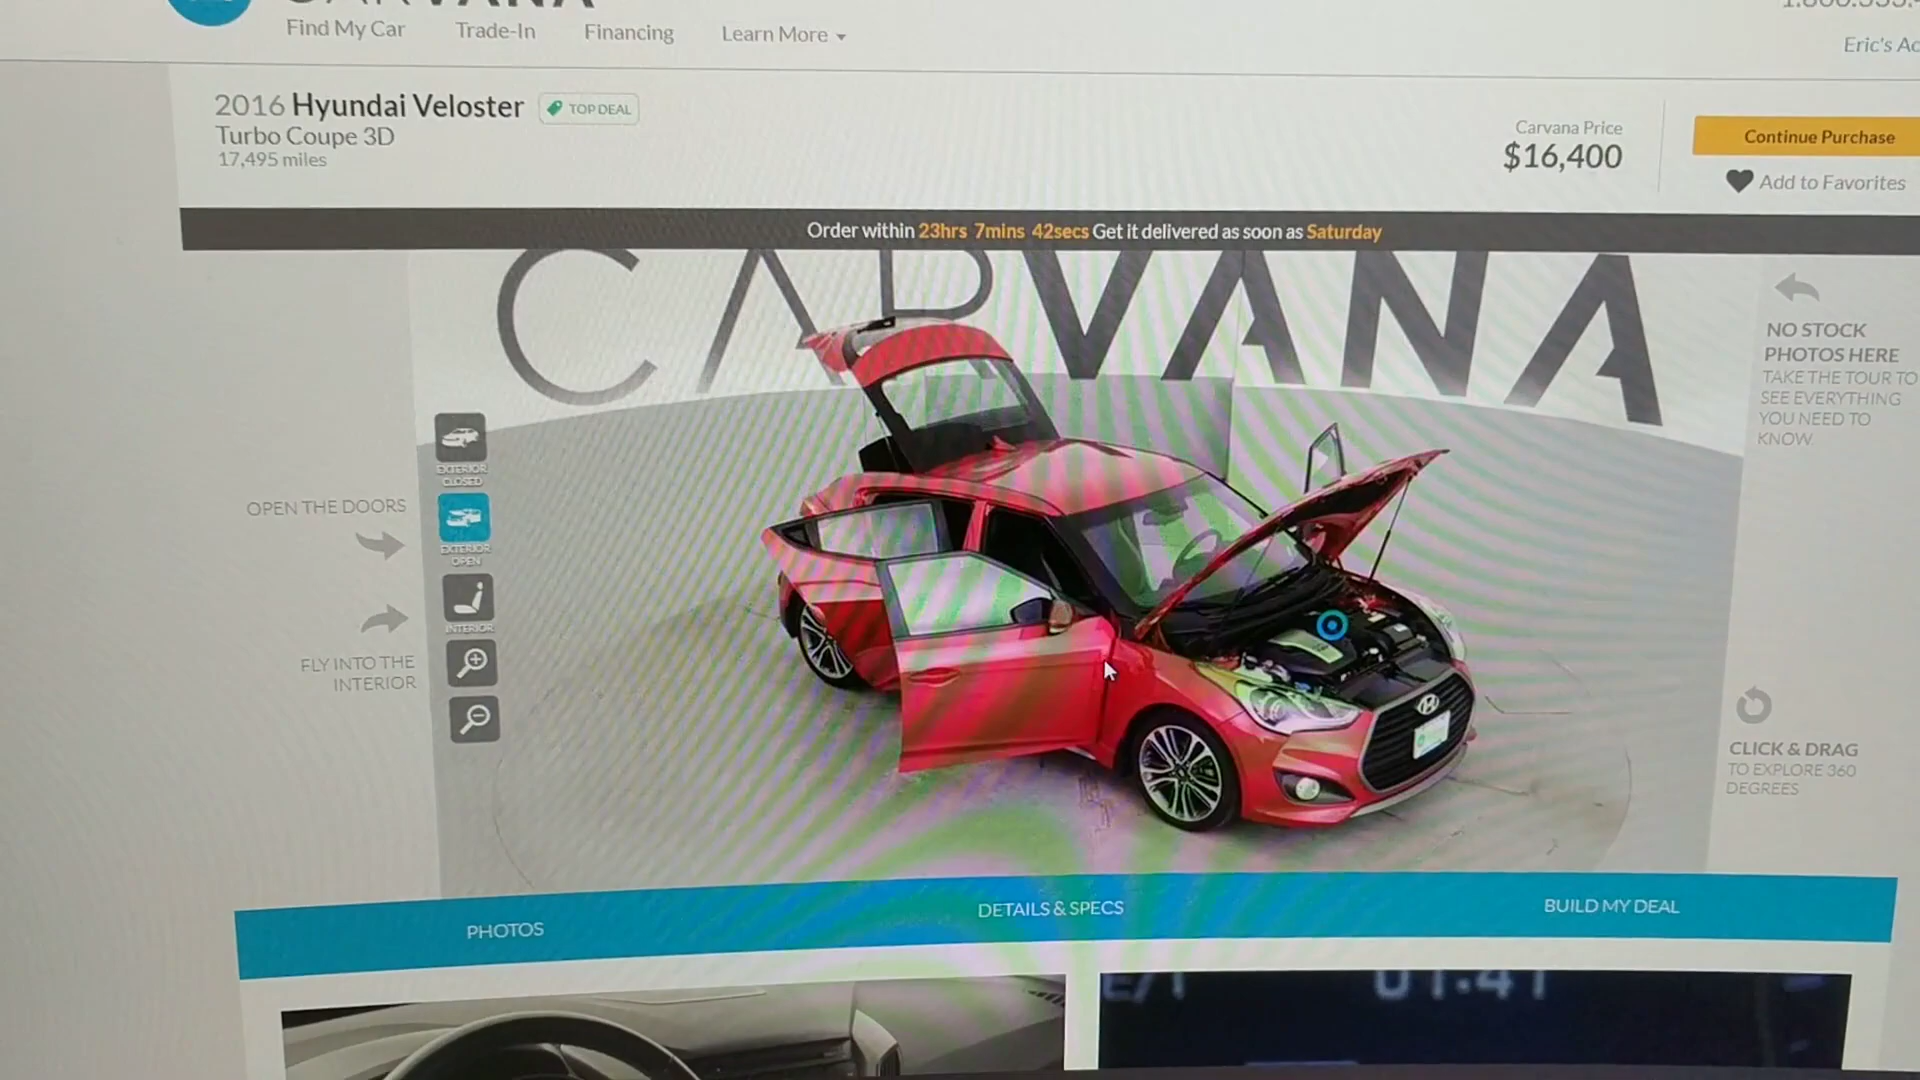 Find My Car Trade-In Financing Learn More
Eric's Ac
2016 Hyundai Veloster TOP DEAL
Turbo Coupe 3D
17,495 miles
Carvana Price
$16,400
Continue Purchase
Add to Favorites
Order within 23hrs 7mins 42secs Get it delivered as soon as Saturday
CARVANA
NO STOCK
PHOTOS HERE
TAKE THE TOUR TO
SEE EVERYTHING
YOU NEED TO
KNOW
EXTERIOR
CLOSED
OPEN THE DOORS
EXTERIOR
OPEN
INTERIOR
FLY INTO THE
INTERIOR
CLICK & DRAG
TO EXPLORE 360
DEGREES
PHOTOS DETAILS & SPECS BUILD MY DEAL